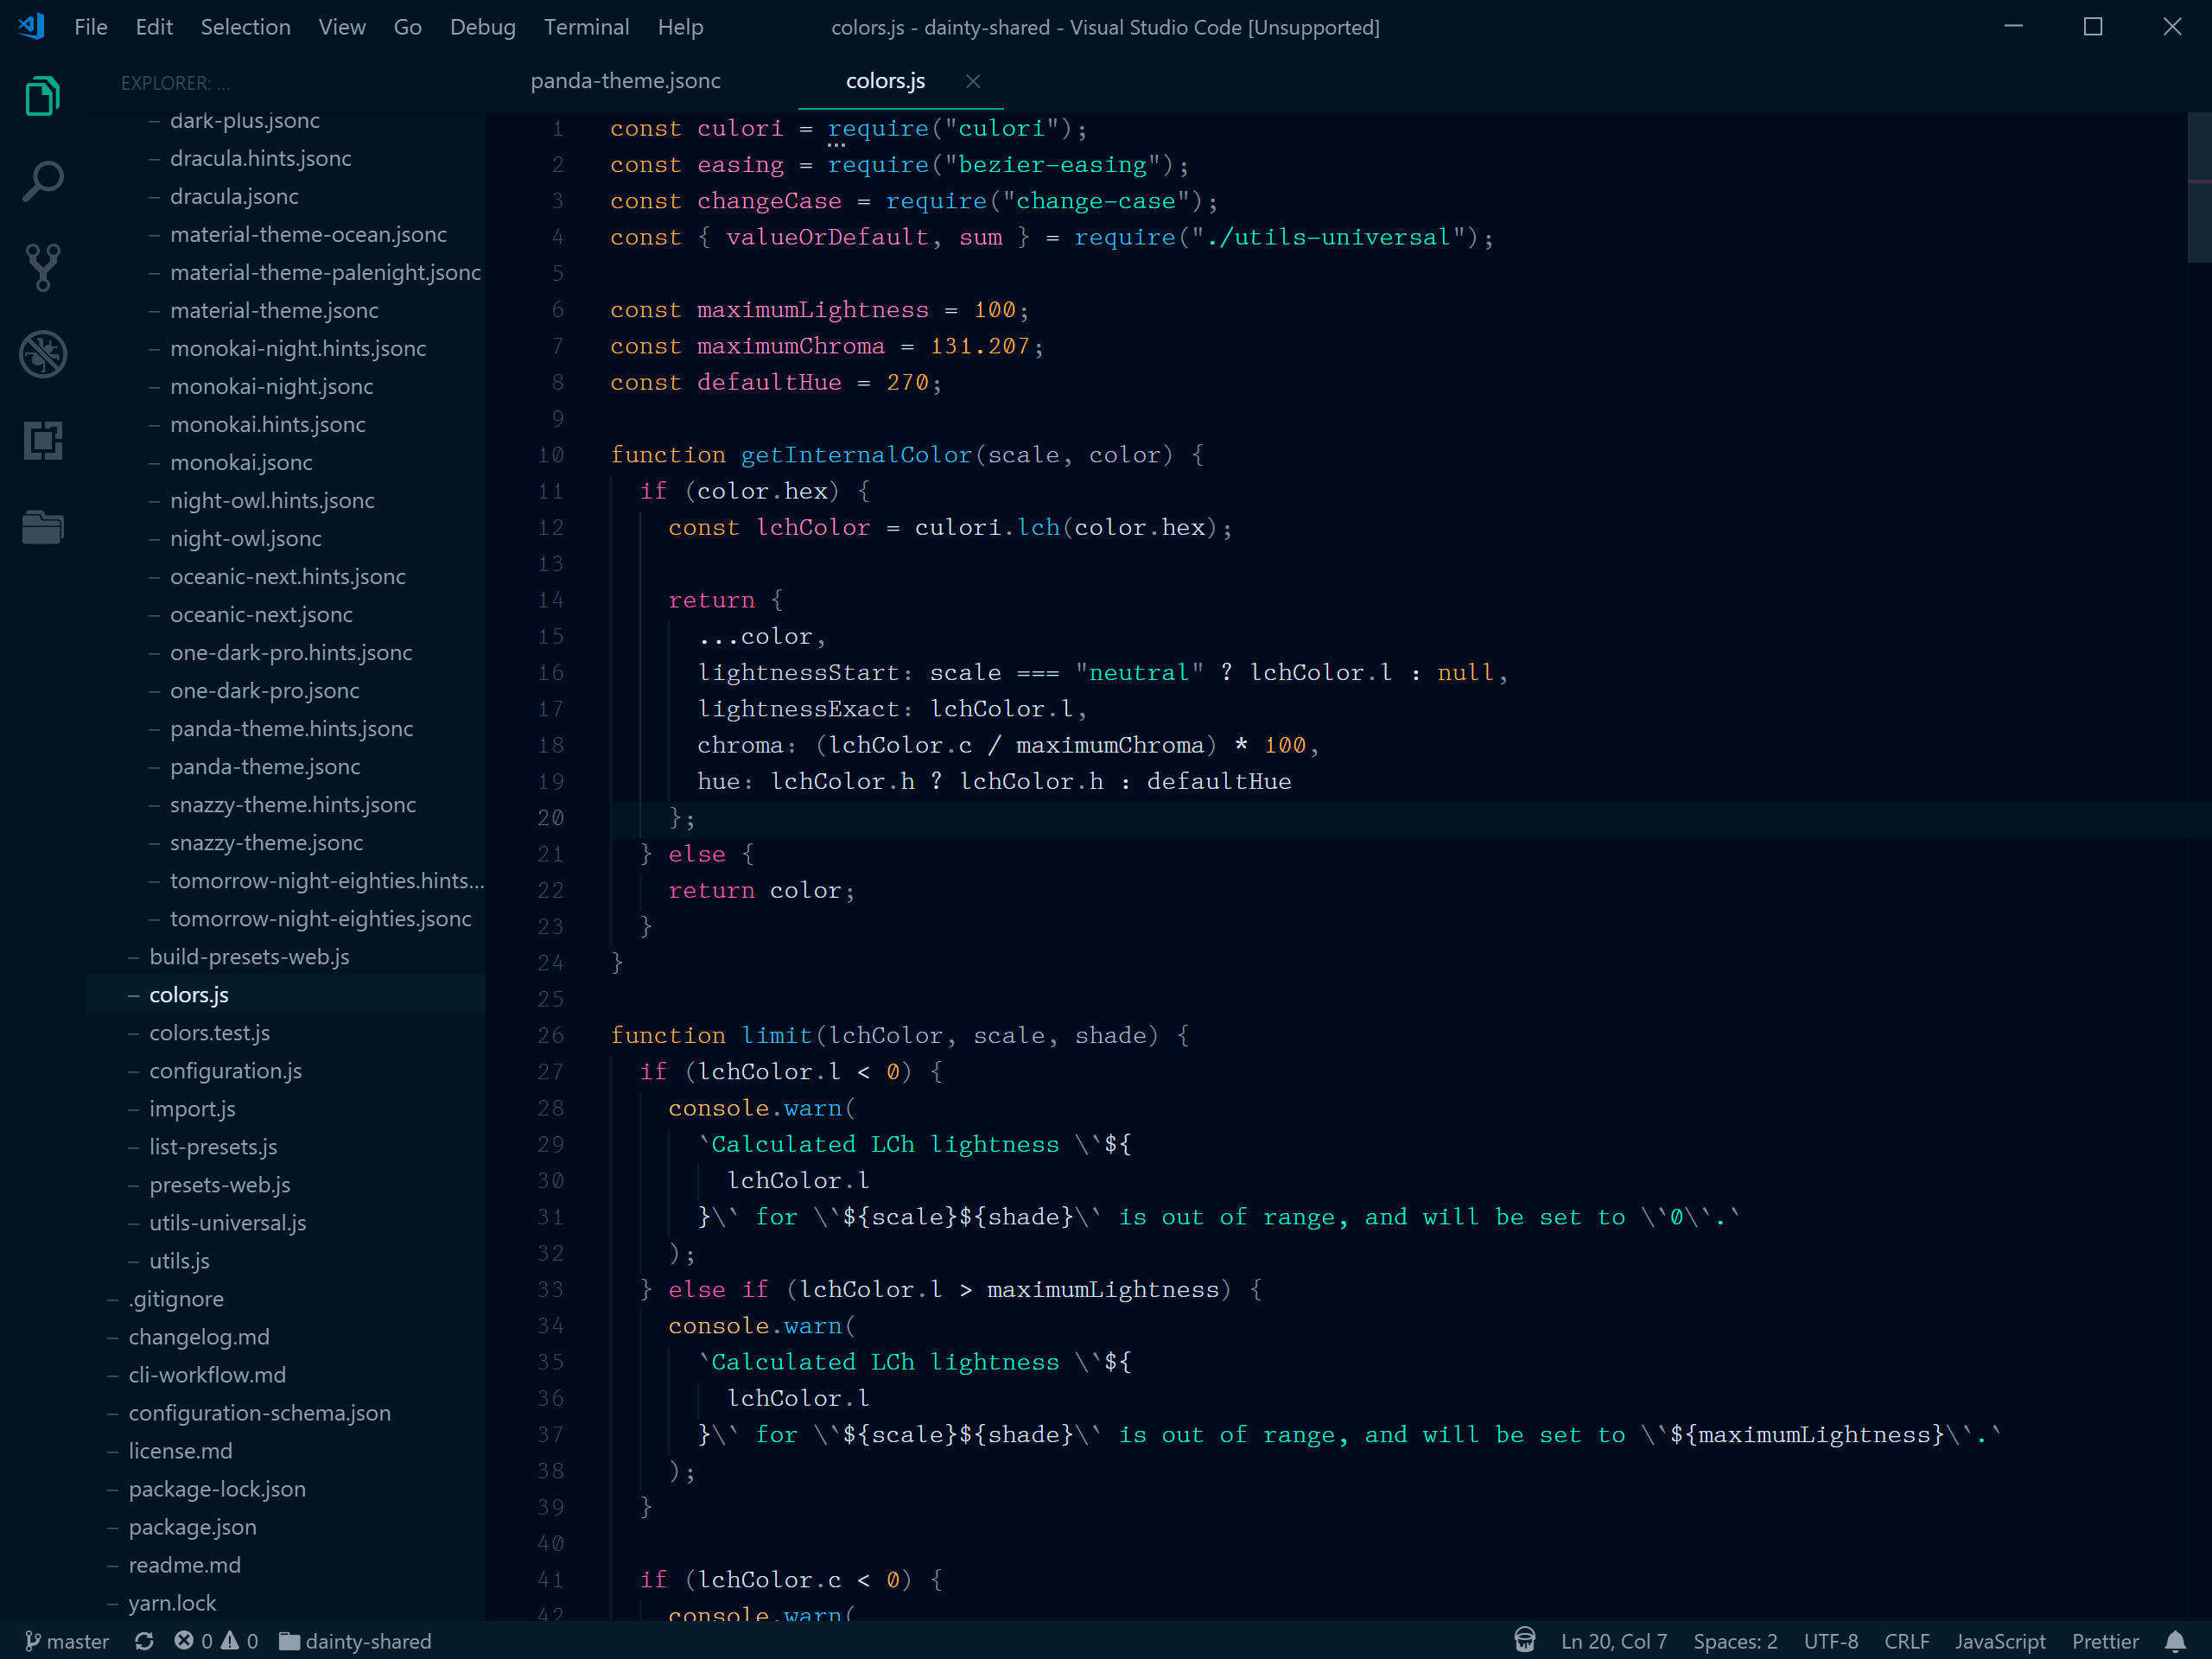 File Edit Selection View Go Debug Terminal Help
colors.js - dainty-shared - Visual Studio Code [Unsupported]
EXPLORER: ...
dark-plus.jsonc
dracula.hints.jsonc
dracula.jsonc
material-theme-ocean.jsonc
material-theme-palenight.jsonc
material-theme.jsonc
monokai-night.hints.jsonc
monokai-night.jsonc
monokai.hints.jsonc
monokai.jsonc
night-owl.hints.jsonc
night-owl.jsonc
oceanic-next.hints.jsonc
oceanic-next.jsonc
one-dark-pro.hints.jsonc
one-dark-pro.jsonc
panda-theme.hints.jsonc
panda-theme.jsonc
snazzy-theme.hints.jsonc
snazzy-theme.jsonc
tomorrow-night-eighties.hints...
tomorrow-night-eighties.jsonc
build-presets-web.js
colors.js
colors.test.js
configuration.js
import.js
list-presets.js
presets-web.js
utils-universal.js
utils.js
.gitignore
changelog.md
cli-workflow.md
configuration-schema.json
license.md
package-lock.json
package.json
readme.md
yarn.lock
panda-theme.jsonc colors.js
1 const culori = require("culori");
2 const easing = require("bezier-easing");
3 const changeCase = require("change-case");
4 const { valueOrDefault, sum } = require("./utils-universal");
5
6 const maximumLightness = 100;
7 const maximumChroma = 131.207;
8 const defaultHue = 270;
9
10 function getInternalColor(scale, color) {
11 if (color.hex) {
12 const lchColor = culori.lch(color.hex);
13
14 return {
15 ...color,
16 lightnessStart: scale === "neutral" ? lchColor.l : null,
17 lightnessExact: lchColor.l,
18 chroma: (lchColor.c / maximumChroma) * 100,
19 hue: lchColor.h ? lchColor.h : defaultHue
20 };
21 } else {
22 return color;
23 }
24 }
25
26 function limit(lchColor, scale, shade) {
27 if (lchColor.l < 0) {
28 console.warn(
29 `Calculated LCh lightness \`${
30 lchColor.l
31 }\` for \`${scale}${shade}\` is out of range, and will be set to \`0\`.`
32 );
33 } else if (lchColor.l > maximumLightness) {
34 console.warn(
35 `Calculated LCh lightness \`${
36 lchColor.l
37 }\` for \`${scale}${shade}\` is out of range, and will be set to \`${maximumLightness}\`.`
38 );
39 }
40
41 if (lchColor.c < 0) {
42 console.warn(
master 0 0 dainty-shared Ln 20, Col 7 Spaces: 2 UTF-8 CRLF JavaScript Prettier